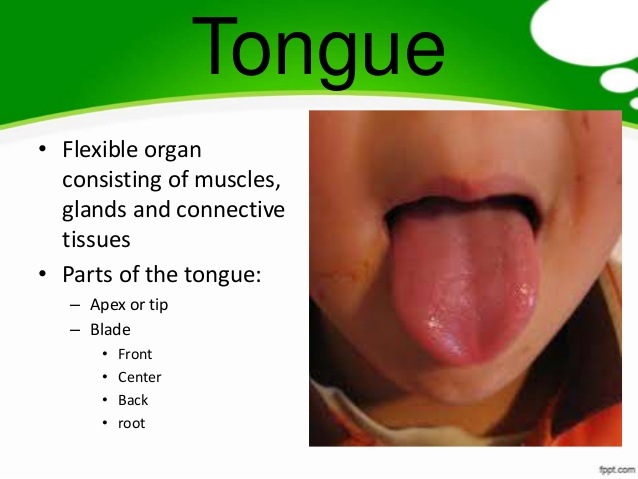 Tongue
• Flexible organ
consisting of muscles,
glands and connective
tissues
• Parts of the tongue:
– Apex or tip
– Blade
• Front
• Center
• Back
• root
fppt.com